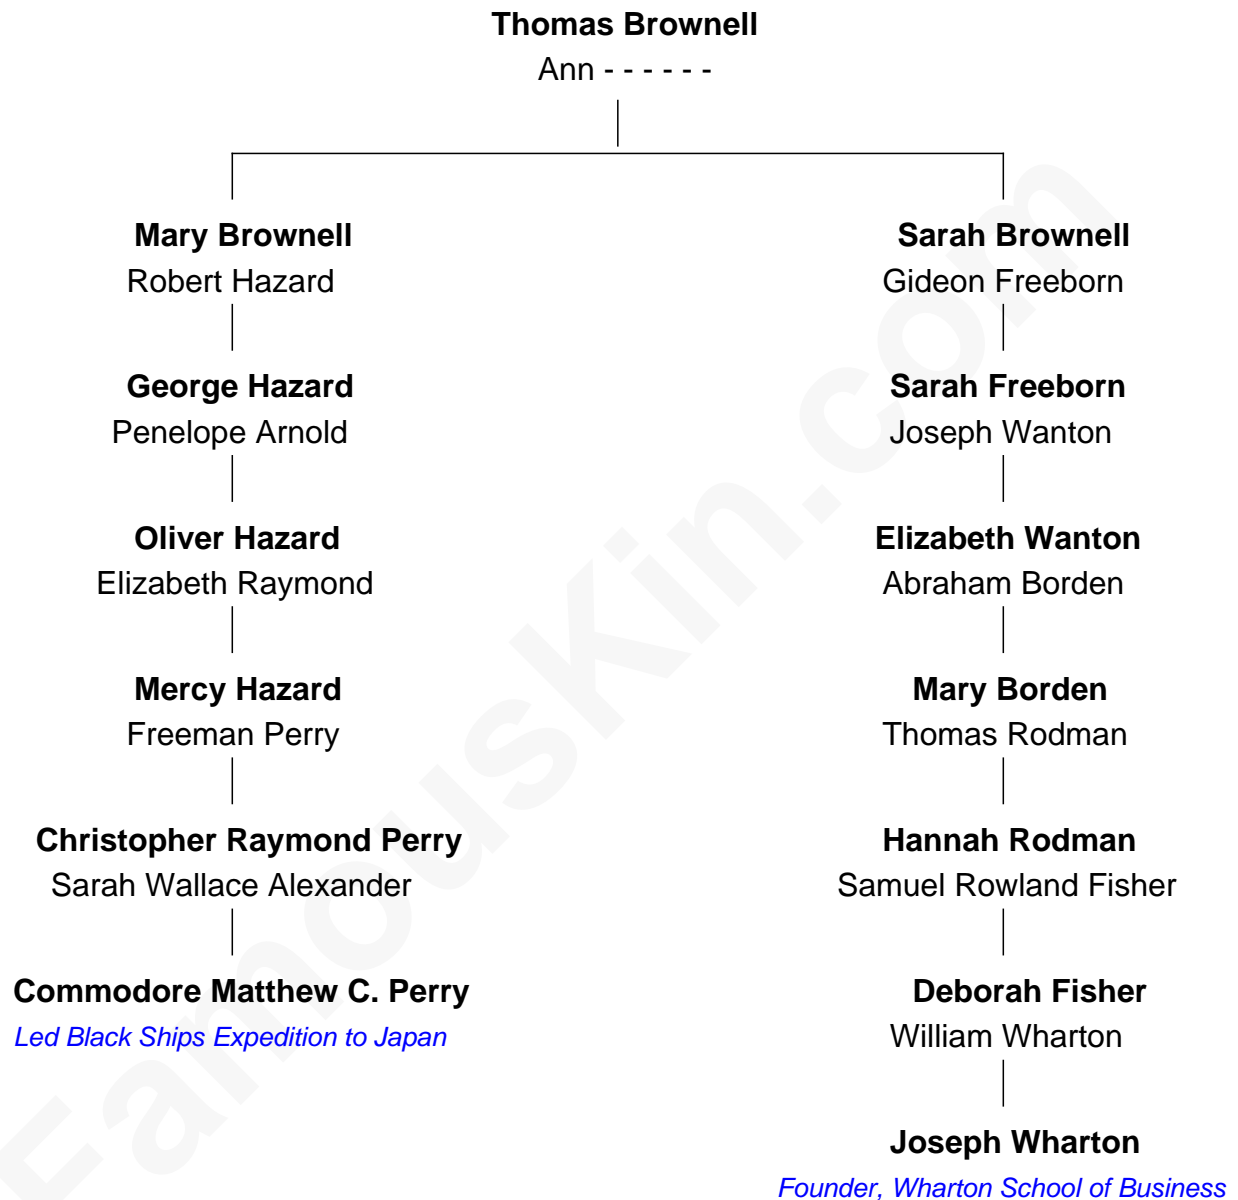 Thomas Brownell
Ann - - - - - -
Mary Brownell
Robert Hazard
Sarah Brownell
Gideon Freeborn
George Hazard
Penelope Arnold
Sarah Freeborn
Joseph Wanton
Oliver Hazard
Elizabeth Raymond
Elizabeth Wanton
Abraham Borden
Mercy Hazard
Freeman Perry
Mary Borden
Thomas Rodman
Christopher Raymond Perry
Sarah Wallace Alexander
Hannah Rodman
Samuel Rowland Fisher
Commodore Matthew C. Perry
Led Black Ships Expedition to Japan
Deborah Fisher
William Wharton
Joseph Wharton
Founder, Wharton School of Business
FamousKin.com